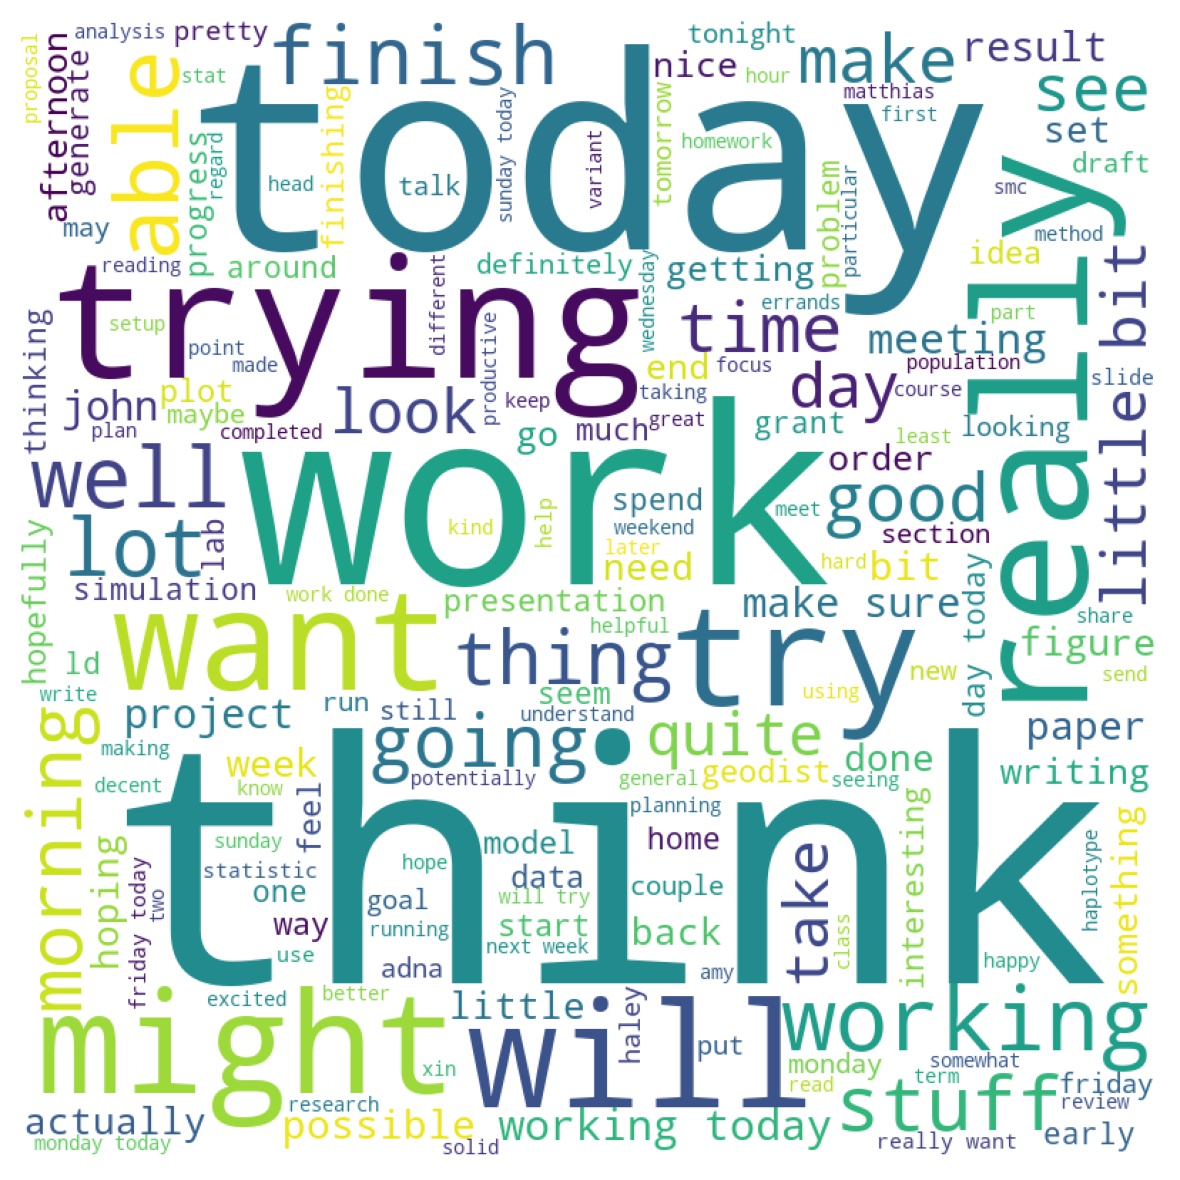 analysis
pretty
finish
tonight
make
result
proposal
afternoon
generate
able
stat
today
nice
hour
matthias
first
see
set
draft
progress
regard
finishing
head
talk
sunday today
variant
tomorrow
homework
problem
particular
smc
method
may
reading
around
definitely
getting
idea
really
little bit
trying
different
wednesday
errands
time
meeting
part
setup
point
made
productive
thinking
plot
end
focus
day
population
slide
john
maybe
plan
look
keep
taking
course
completed
go
much
great
grant
least
looking
well
work
order
good
spend
kind
help
weekend
meet
section
lot
lab
later
need
hard
bit
hopefully
simulation
work done
presentation
make sure
day today
share
want
thing
helpful
try
figure
ld
seem
new
send
write
using
project
run
still
understand
going
quite
done
paper
morning
making
week
potentially
general
geodist
seeing
writing
decent
know
think
feel
planning
hoping
friday today
two
sunday
statistic
hope
model
home
take
interesting
haplotype
something
one
goal
data
couple
will try
way
running
start
back
class
use
next week
adna
amy
happy
might
excited
better
little
will
haley
put
working
xin
monday
read
somewhat
term
friday
research
stuff
review
actually
possible
working today
early
monday today
solid
really want